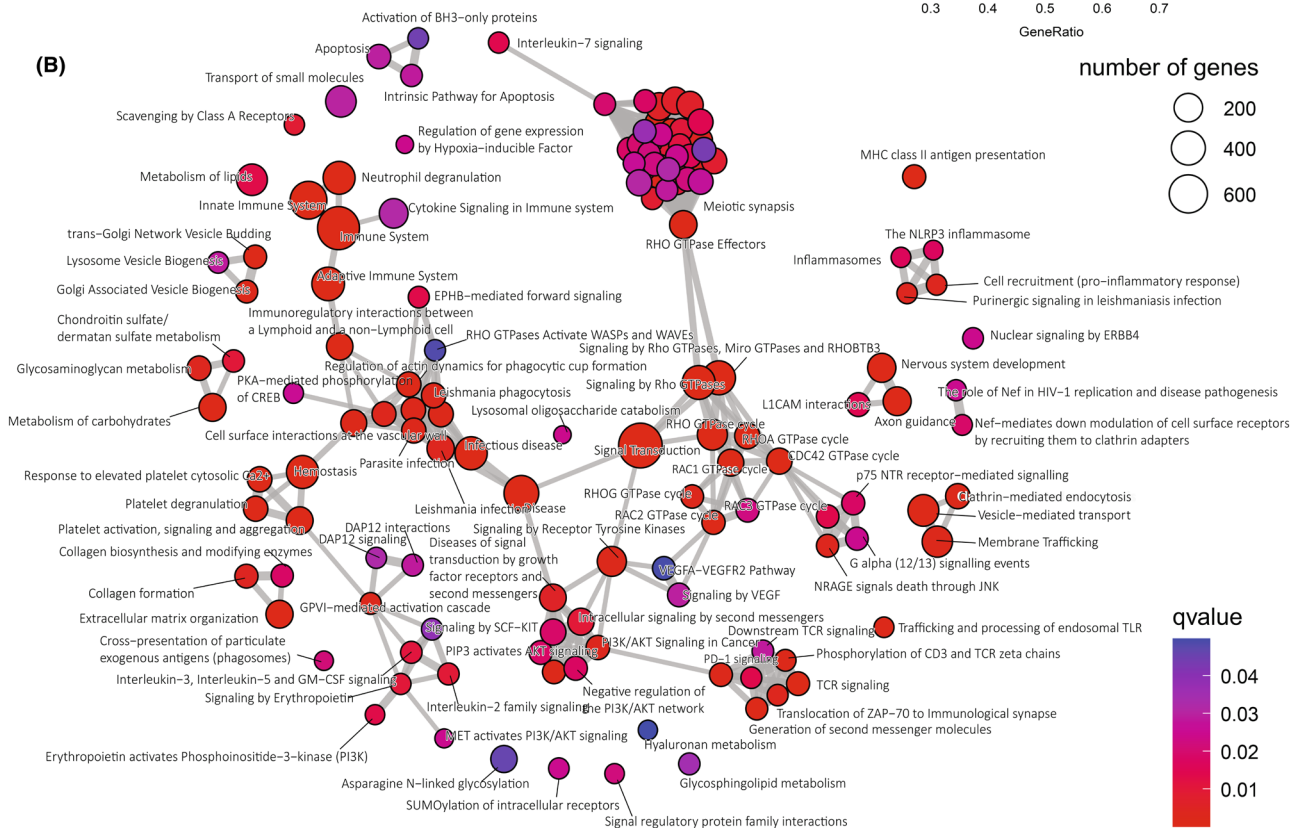 0.3 0.4 0.5 0.6 0.7
GeneRatio
(B)
number of genes
200
400
600
Activation of BH3-only proteins
Apoptosis
Interleukin-7 signaling
Transport of small molecules
Intrinsic Pathway for Apoptosis
Scavenging by Class A Receptors
Regulation of gene expression
by Hypoxia-inducible Factor
MHC class II antigen presentation
Metabolism of lipids
Neutrophil degranulation
Innate Immune System
Cytokine Signaling in Immune system
Meiotic synapsis
Immune System
RHO GTPase Effectors
trans-Golgi Network Vesicle Budding
Lysosome Vesicle Biogenesis
Golgi Associated Vesicle Biogenesis
The NLRP3 inflammasome
Inflammasomes
Cell recruitment (pro-inflammatory response)
Purinergic signaling in leishmaniasis infection
Adaptive Immune System
EPHB-mediated forward signaling
Immunoregulatory interactions between
a Lymphoid and a non-Lymphoid cell
Chondroitin sulfate/
dermatan sulfate metabolism
RHO GTPases Activate WASPs and WAVEs
Signaling by Rho GTPases, Miro GTPases and RHOBTB3
Nuclear signaling by ERBB4
Glycosaminoglycan metabolism
Regulation of actin dynamics for phagocytic cup formation
Nervous system development
PKA-mediated phosphorylation
of CREB
Leishmania phagocytosis
Signaling by Rho GTPases
The role of Nef in HIV-1 replication and disease pathogenesis
L1CAM interactions
Axon guidance
Nef-mediates down modulation of cell surface receptors
by recruiting them to clathrin adapters
Metabolism of carbohydrates
Lysosomal oligosaccharide catabolism
Cell surface interactions at the vascular wall
RHO GTPase cycle
RHOA GTPase cycle
Infectious disease
Signal Transduction
CDC42 GTPase cycle
Parasite infection
RAC1 GTPase cycle
p75 NTR receptor-mediated signalling
Response to elevated platelet cytosolic Ca2+
Hemostasis
RHOG GTPase cycle
Clathrin-mediated endocytosis
Platelet degranulation
Leishmania infection
Disease
RAC3 GTPase cycle
RAC2 GTPase cycle
Vesicle-mediated transport
Platelet activation, signaling and aggregation
DAP12 interactions
DAP12 signaling
Signaling by Receptor Tyrosine Kinases
Membrane Trafficking
Collagen biosynthesis and modifying enzymes
Diseases of signal
transduction by growth
factor receptors and
second messengers
G alpha (12/13) signalling events
VEGFA-VEGFR2 Pathway
NRAGE signals death through JNK
Collagen formation
Signaling by VEGF
GPVI-mediated activation cascade
Extracellular matrix organization
Intracellular signaling by second messengers
qvalue
0.04
0.03
0.02
0.01
Signaling by SCF-KIT
Downstream TCR signaling
Trafficking and processing of endosomal TLR
Cross-presentation of particulate
exogenous antigens (phagosomes)
PI3K/AKT Signaling in Cancer
PIP3 activates AKT signaling
PD-1 signaling
Phosphorylation of CD3 and TCR zeta chains
Interleukin-3, Interleukin-5 and GM-CSF signaling
TCR signaling
Signaling by Erythropoietin
Negative regulation of
the PI3K/AKT network
Interleukin-2 family signaling
Translocation of ZAP-70 to Immunological synapse
Generation of second messenger molecules
MET activates PI3K/AKT signaling
Hyaluronan metabolism
Erythropoietin activates Phosphoinositide-3-kinase (PI3K)
Asparagine N-linked glycosylation
Glycosphingolipid metabolism
SUMOylation of intracellular receptors
Signal regulatory protein family interactions